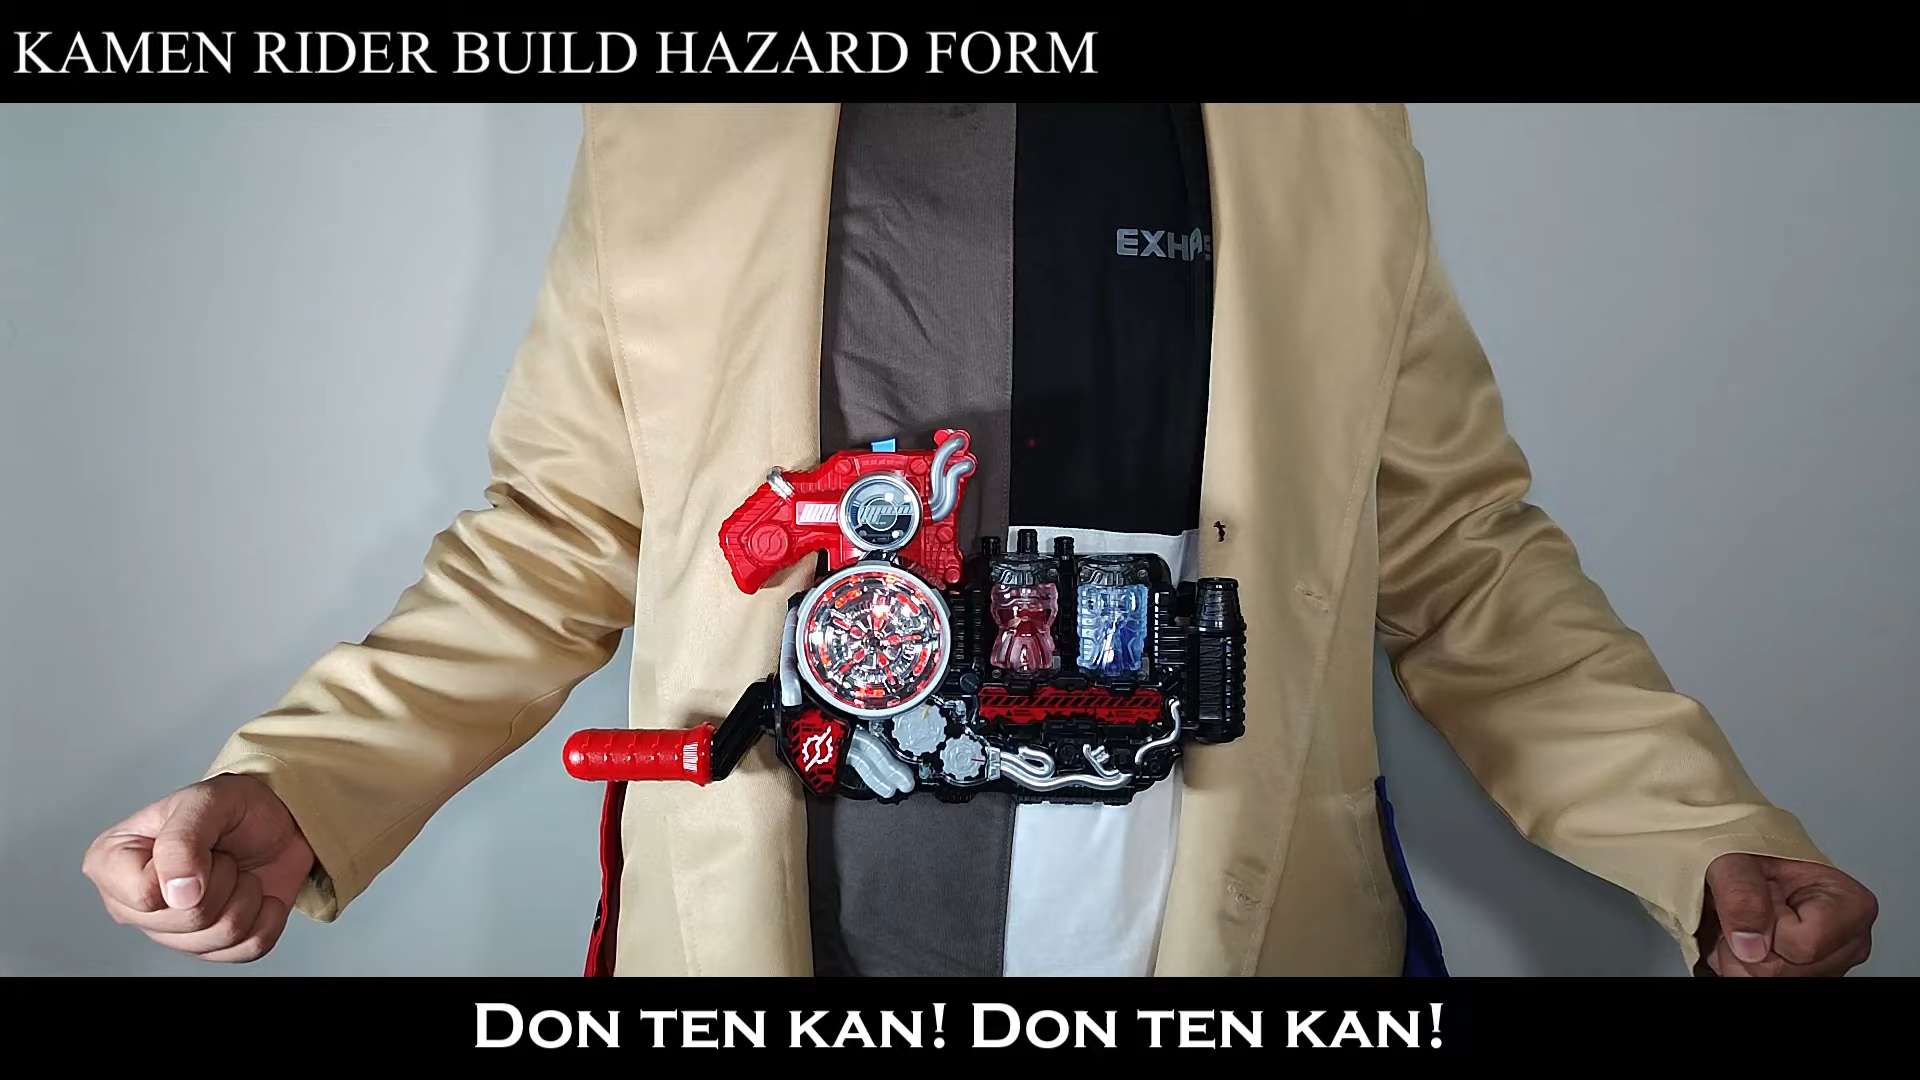 KAMEN RIDER BUILD HAZARD FORM
EXHA
DON TEN KAN! DON TEN KAN!